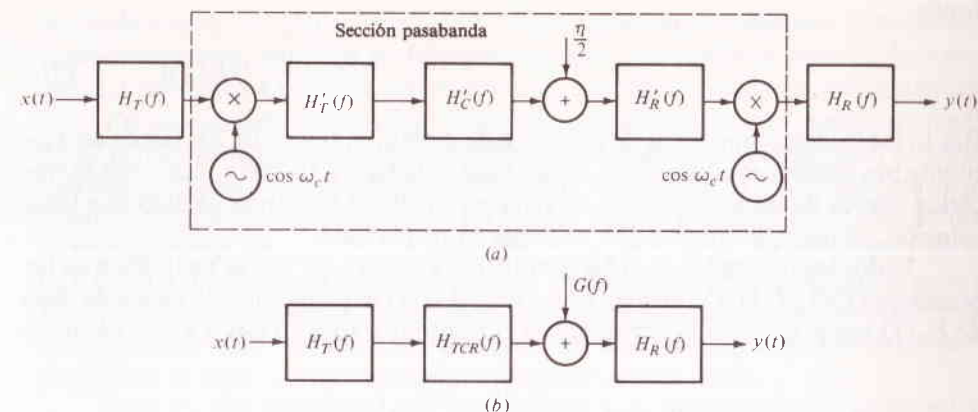 Sección pasabanda
η/2
x(t) H_T(f) × H'_T(f) H'_C(f) + H'_R(f) × H_R(f) y(t)
∼ cos ω_c t cos ω_c t ∼
(a)
G(f)
x(t) H_T(f) H_TCR(f) + H_R(f) y(t)
(b)